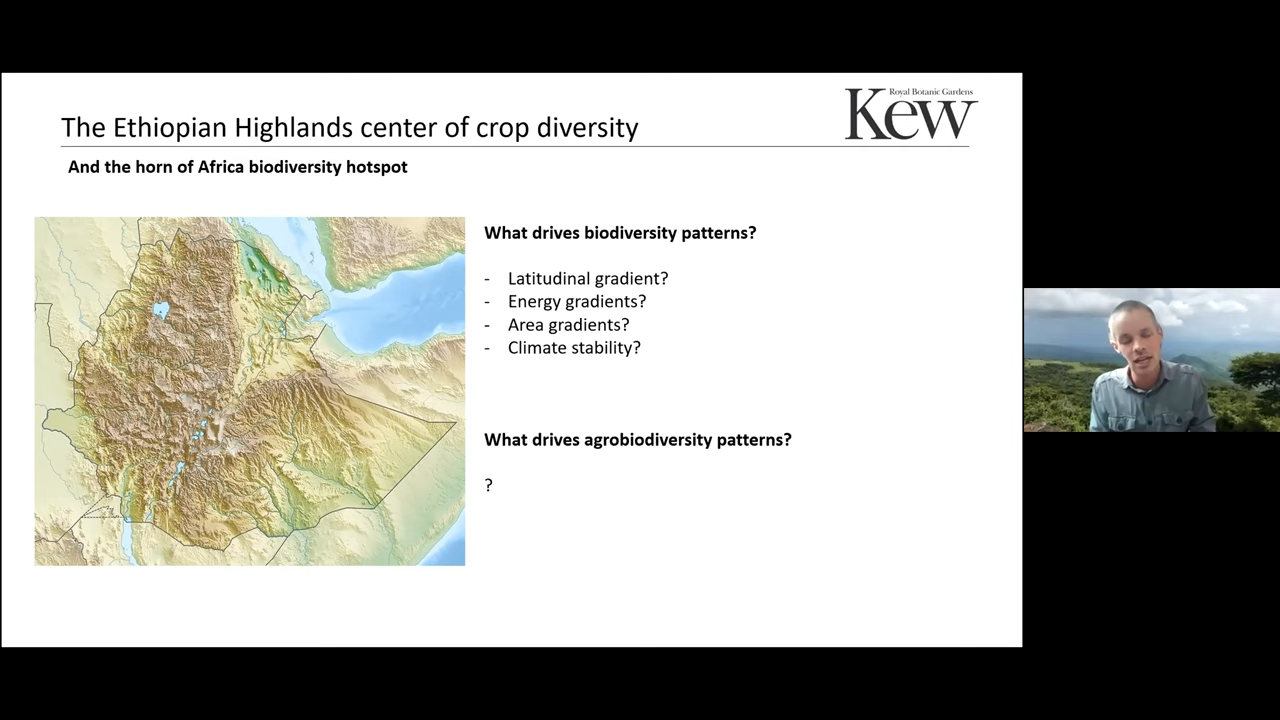 Royal Botanic Gardens
Kew
The Ethiopian Highlands center of crop diversity
And the horn of Africa biodiversity hotspot
What drives biodiversity patterns?
- Latitudinal gradient?
- Energy gradients?
- Area gradients?
- Climate stability?
What drives agrobiodiversity patterns?
?